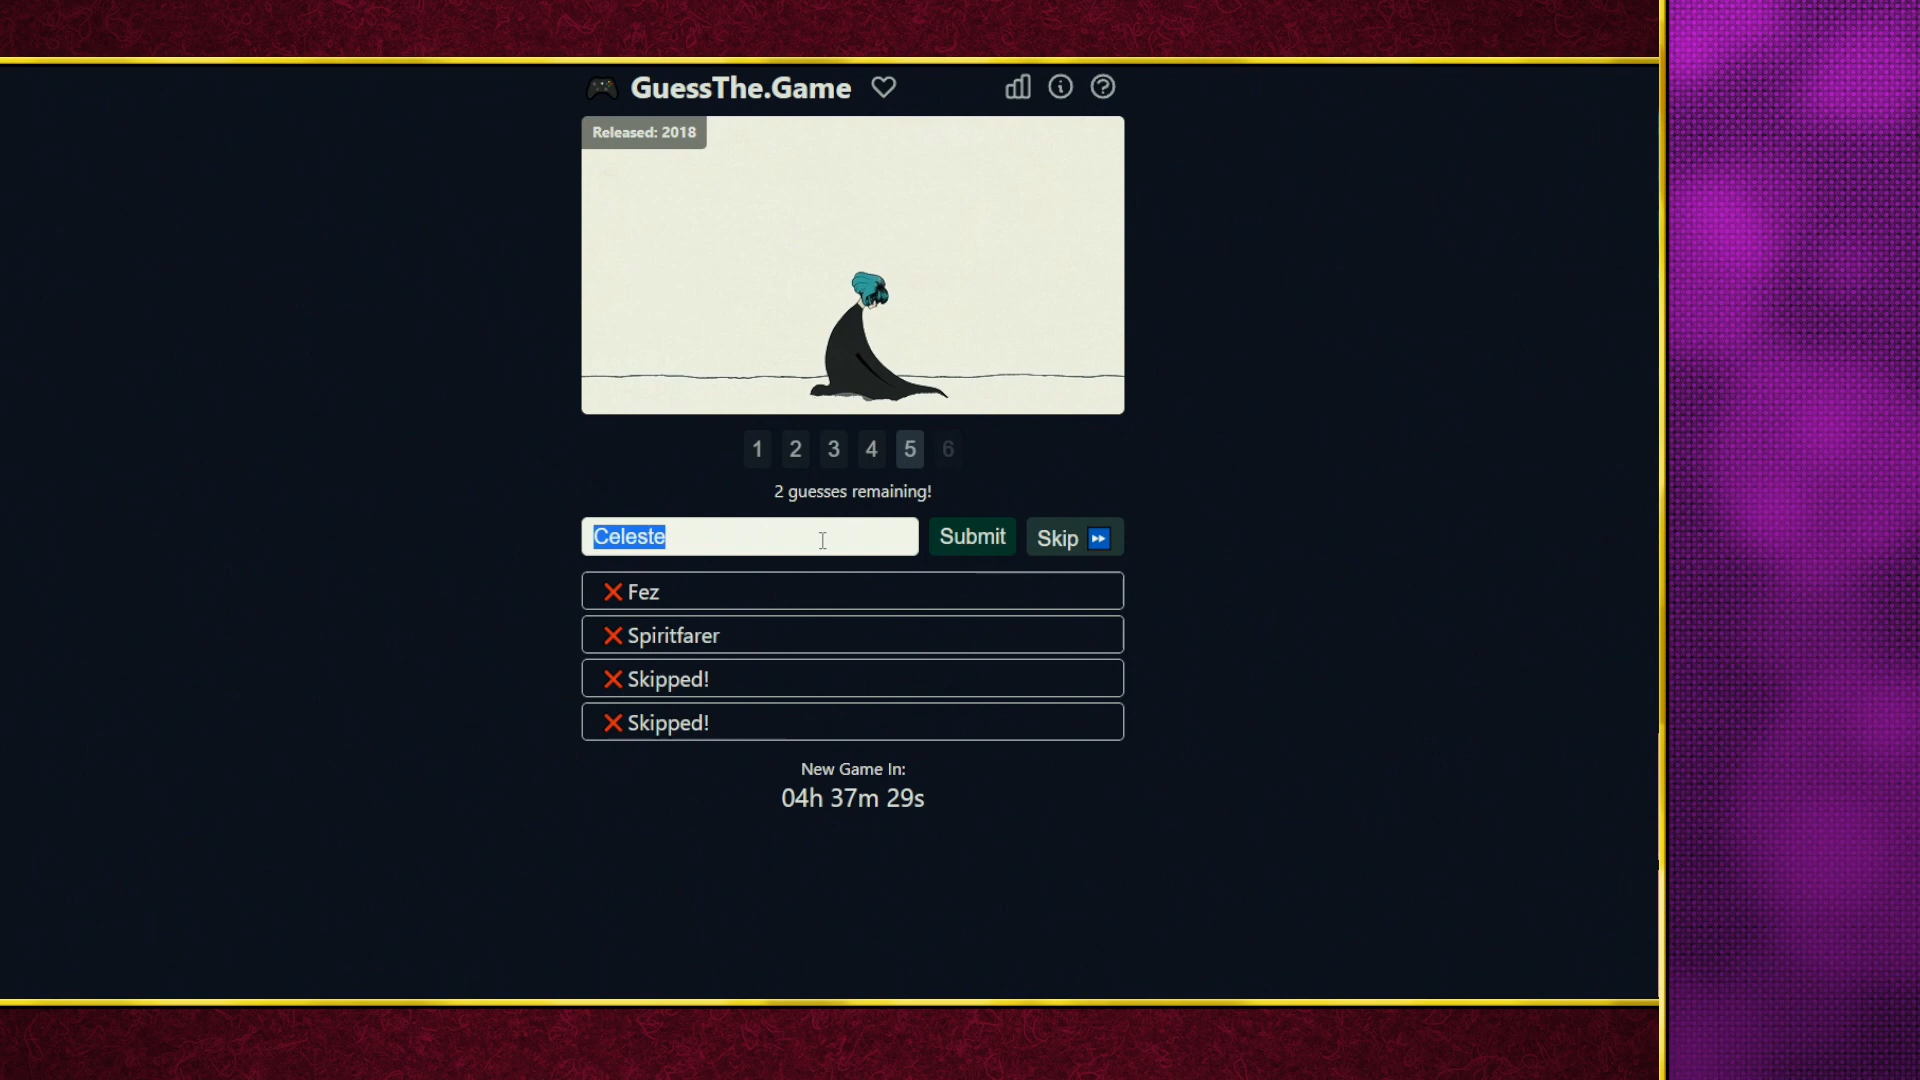 GuessThe.Game
Released: 2018
1 2 3 4 5 6
2 guesses remaining!
Celeste
Submit
Skip
Fez
Spiritfarer
Skipped!
Skipped!
New Game In:
04h 37m 29s